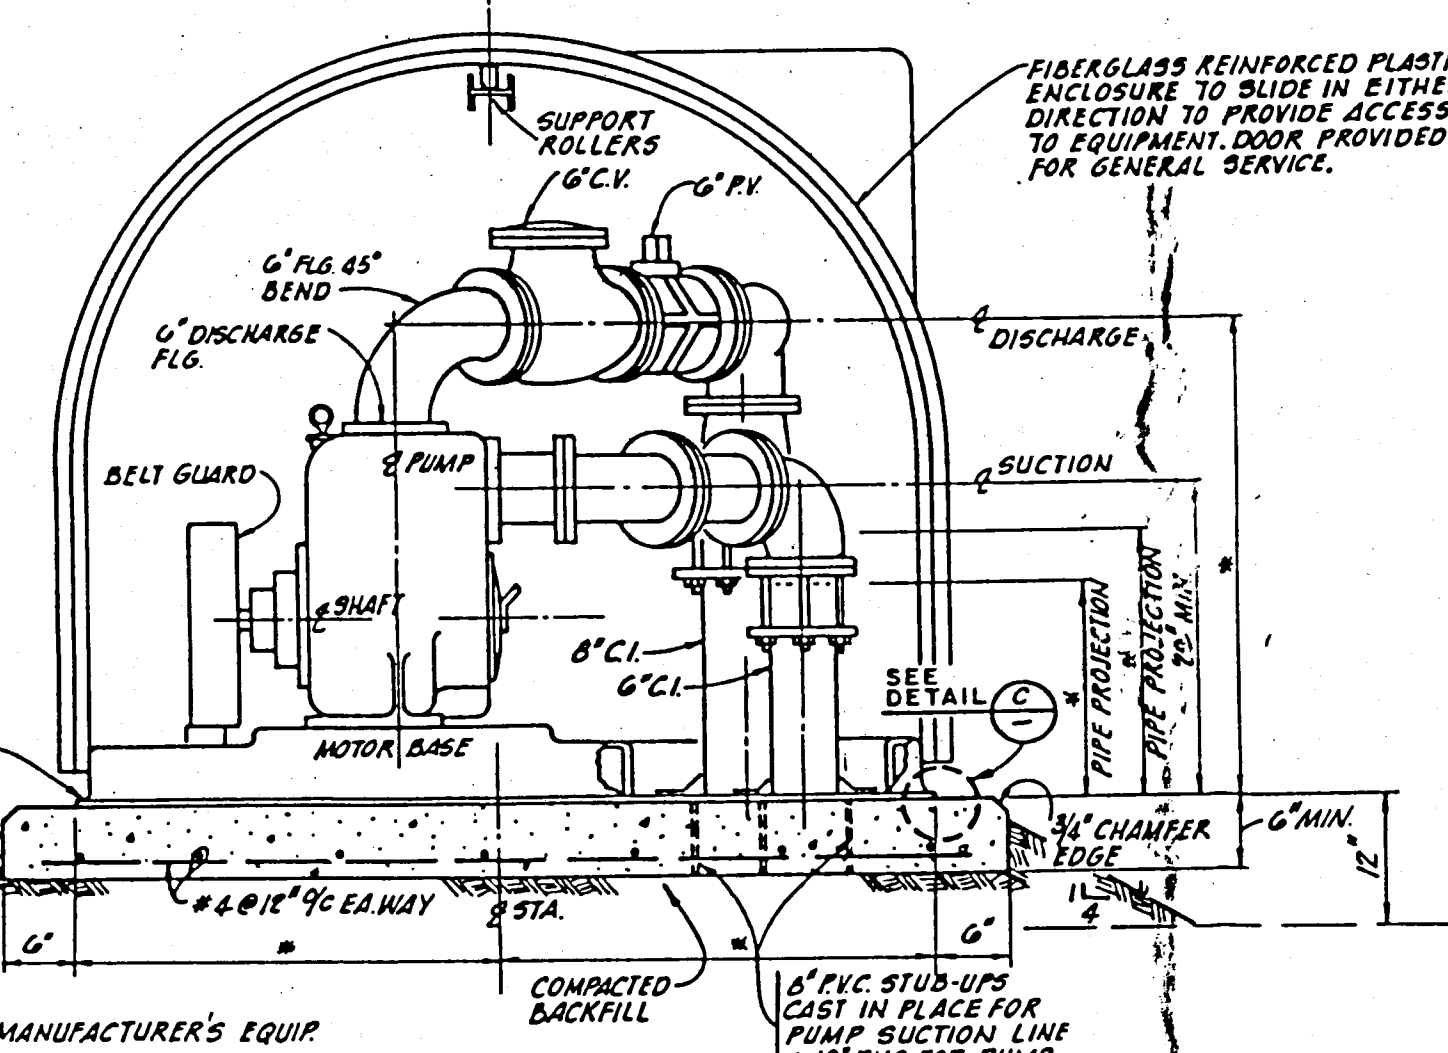 FIBERGLASS REINFORCED PLASTI
ENCLOSURE TO SLIDE IN EITHE
DIRECTION TO PROVIDE ACCESS
TO EQUIPMENT. DOOR PROVIDED
FOR GENERAL SERVICE.
SUPPORT
ROLLERS
6" C.V.
6" P.V.
6" FLG. 45°
BEND
6" DISCHARGE
FLG.
℄ DISCHARGE
BELT GUARD
℄ PUMP
℄ SUCTION
℄ SHAFT
8" C.I.
6" C.I.
SEE
DETAIL
C
—
*
PIPE PROJECTION
*
PIPE PROJECTION
MIN
*
MOTOR BASE
3/4" CHAMFER
EDGE
6" MIN.
12"
#4 @ 12" O/C EA. WAY
℄ STA.
1
4
6"
*
*
6"
COMPACTED
BACKFILL
8" P.V.C. STUB-UPS
CAST IN PLACE FOR
PUMP SUCTION LINE
MANUFACTURER'S EQUIP.